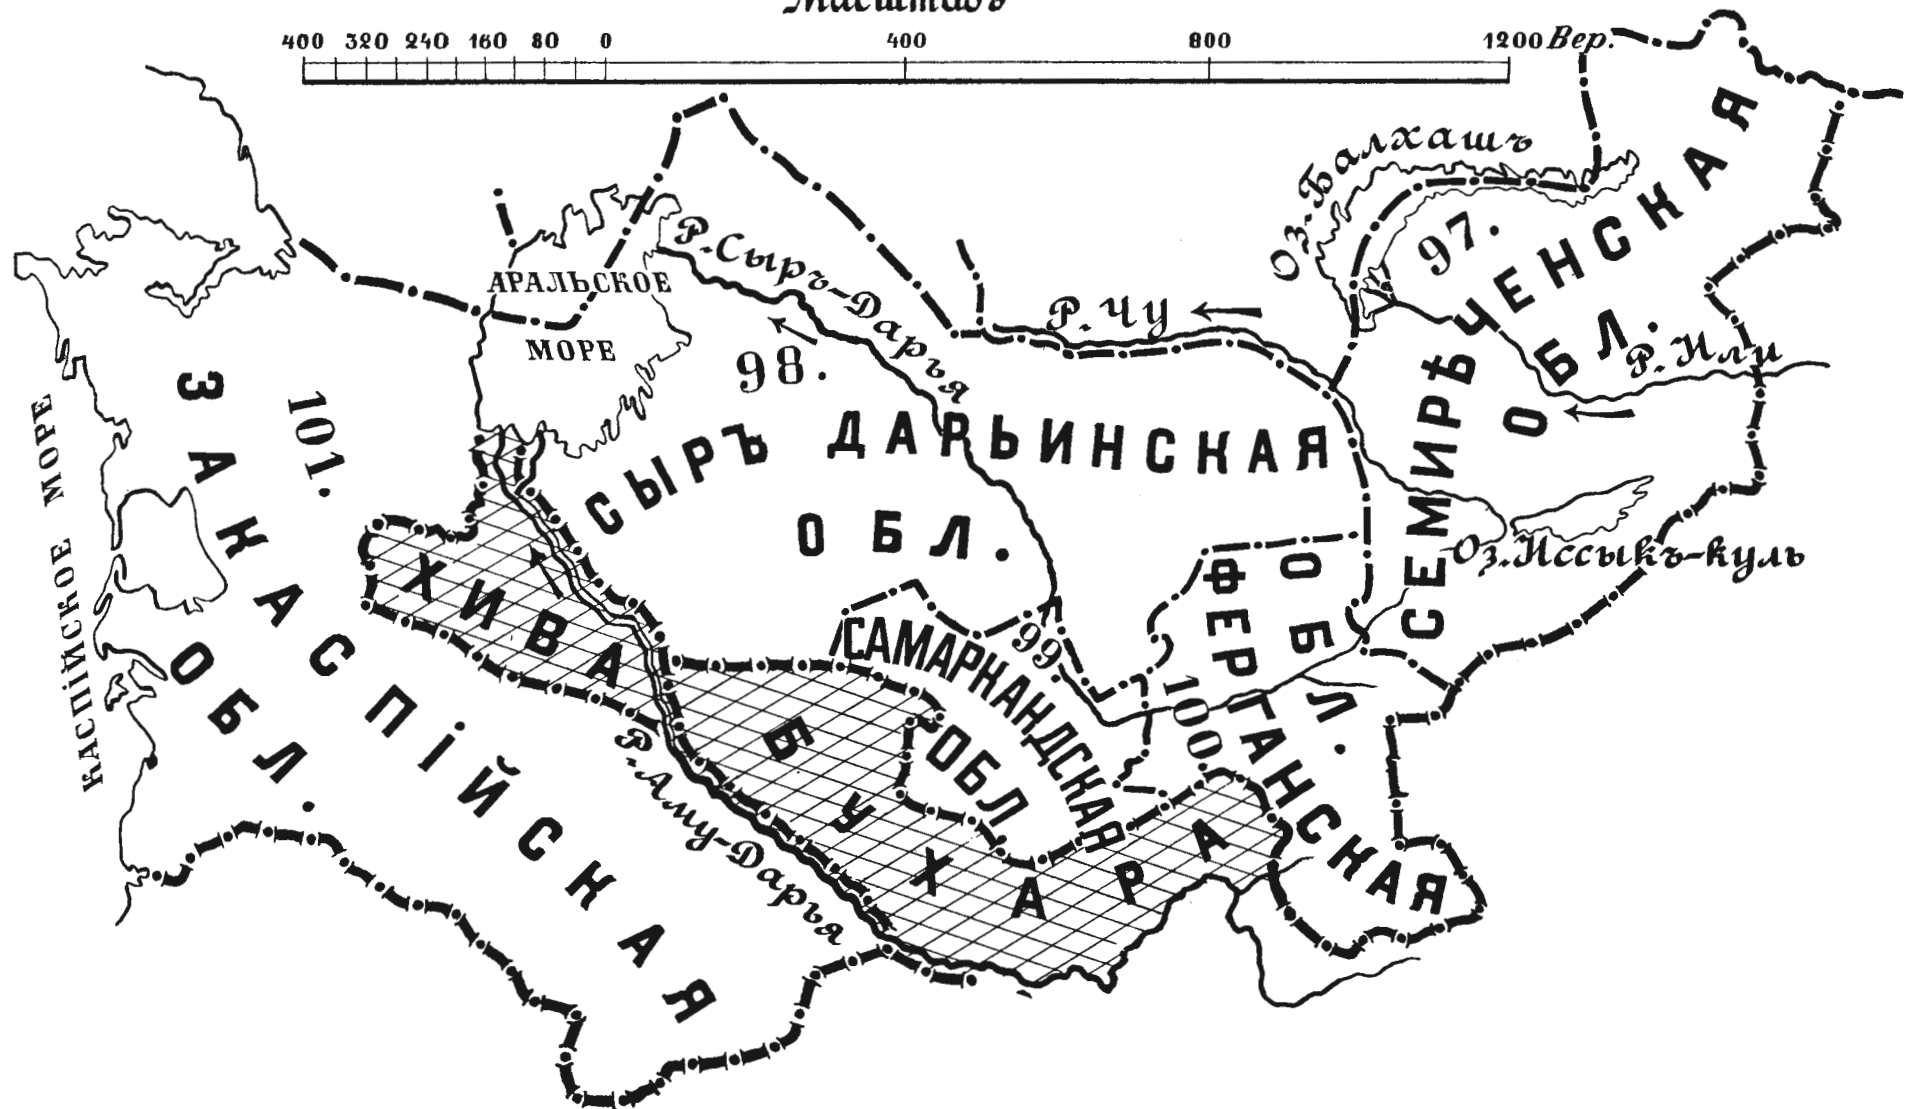 Масштабъ
400 320 240 160 80 0 400 800 1200 Вер.
Оз. Балхашъ
97.
СЕМИРѢЧЕНСКАЯ
ОБЛ.
Р. Или
Р. Сыръ-Дарья
Р. Чу
АРАЛЬСКОЕ
МОРЕ
98.
СЫРЪ ДАРЬИНСКАЯ
ОБЛ.
Оз. Иссыкъ-куль
КАСПІЙСКОЕ МОРЕ
101.
ЗАКАСПІЙСКАЯ
ОБЛ.
ХИВА
САМАРКАНДСКАЯ
ОБЛ
99.
ФЕРГАНСКАЯ
ОБЛ.
100.
БУХАРА
Р. Аму-Дарья